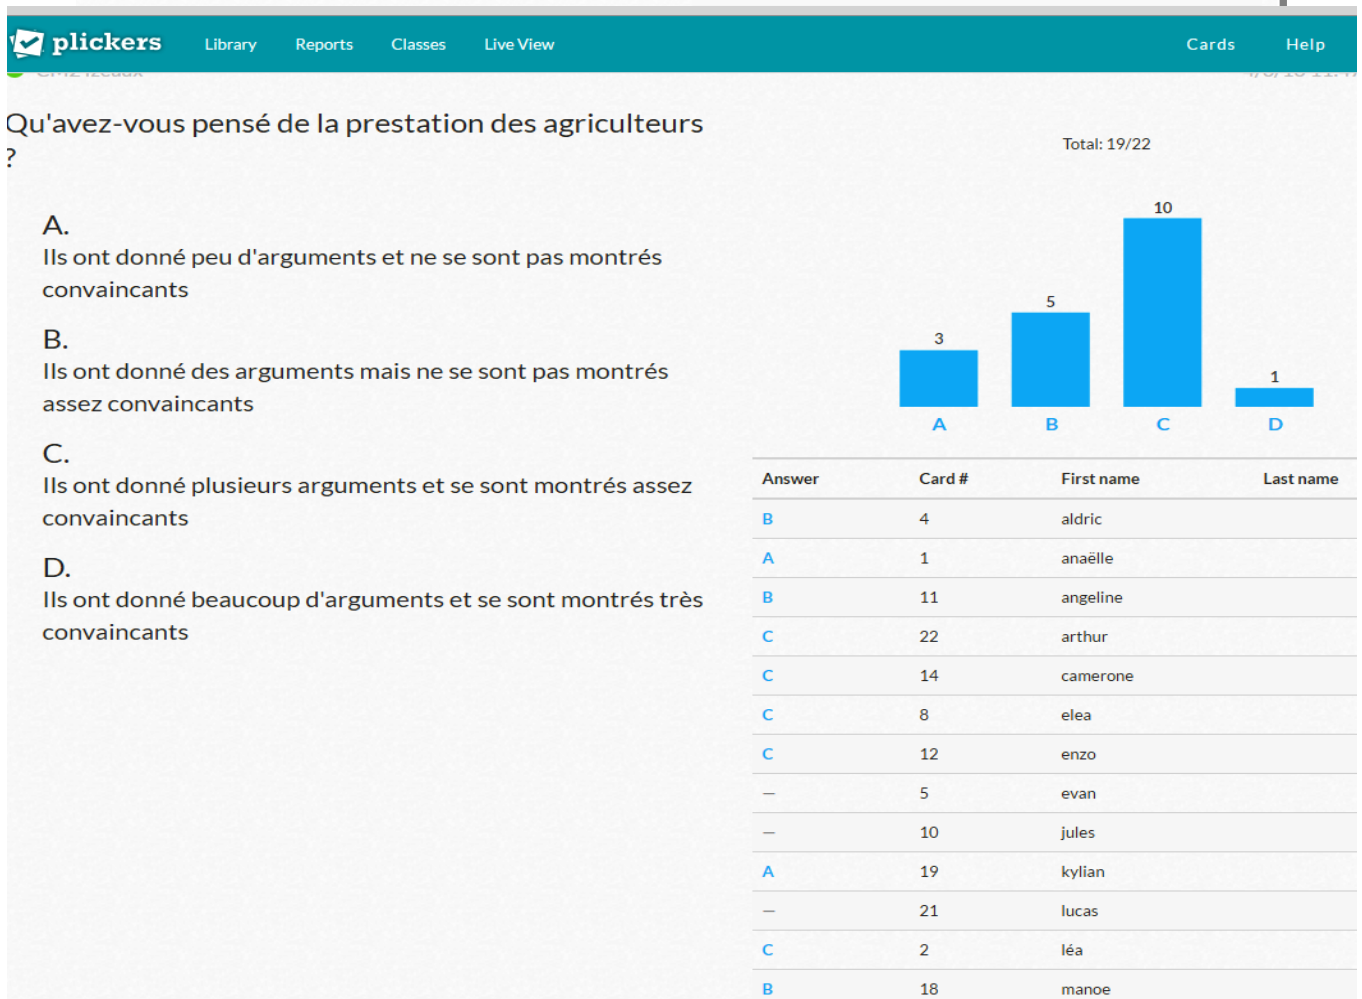 plickers Library Reports Classes Live View Cards Help
Qu'avez-vous pensé de la prestation des agriculteurs
?
A.
Ils ont donné peu d'arguments et ne se sont pas montrés
convaincants
B.
Ils ont donné des arguments mais ne se sont pas montrés
assez convaincants
C.
Ils ont donné plusieurs arguments et se sont montrés assez
convaincants
D.
Ils ont donné beaucoup d'arguments et se sont montrés très
convaincants
Total: 19/22
10
5
3
1
A B C D
Answer Card # First name Last name
B 4 aldric
A 1 anaëlle
B 11 angeline
C 22 arthur
C 14 camerone
C 8 elea
C 12 enzo
— 5 evan
— 10 jules
A 19 kylian
— 21 lucas
C 2 léa
B 18 manoe